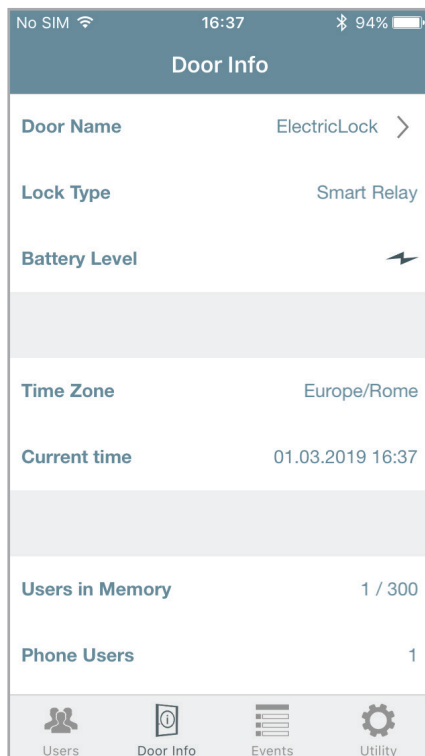 No SIM 16:37 94%
Door Info
Door Name ElectricLock
Lock Type Smart Relay
Battery Level
Time Zone Europe/Rome
Current time 01.03.2019 16:37
Users in Memory 1 / 300
Phone Users 1
Users Door Info Events Utility